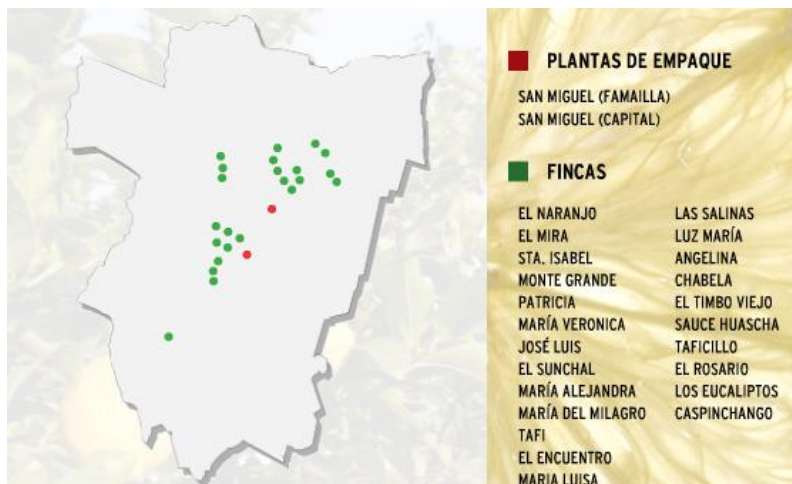 PLANTAS DE EMPAQUE
SAN MIGUEL (FAMAILLA)
SAN MIGUEL (CAPITAL)
FINCAS
EL NARANJO
EL MIRA
STA. ISABEL
MONTE GRANDE
PATRICIA
MARÍA VERONICA
JOSÉ LUIS
EL SUNCHAL
MARÍA ALEJANDRA
MARÍA DEL MILAGRO
TAFI
EL ENCUENTRO
MARIA LUISA
LAS SALINAS
LUZ MARÍA
ANGELINA
CHABELA
EL TIMBO VIEJO
SAUCE HUASCHA
TAFICILLO
EL ROSARIO
LOS EUCALIPTOS
CASPINCHANGO